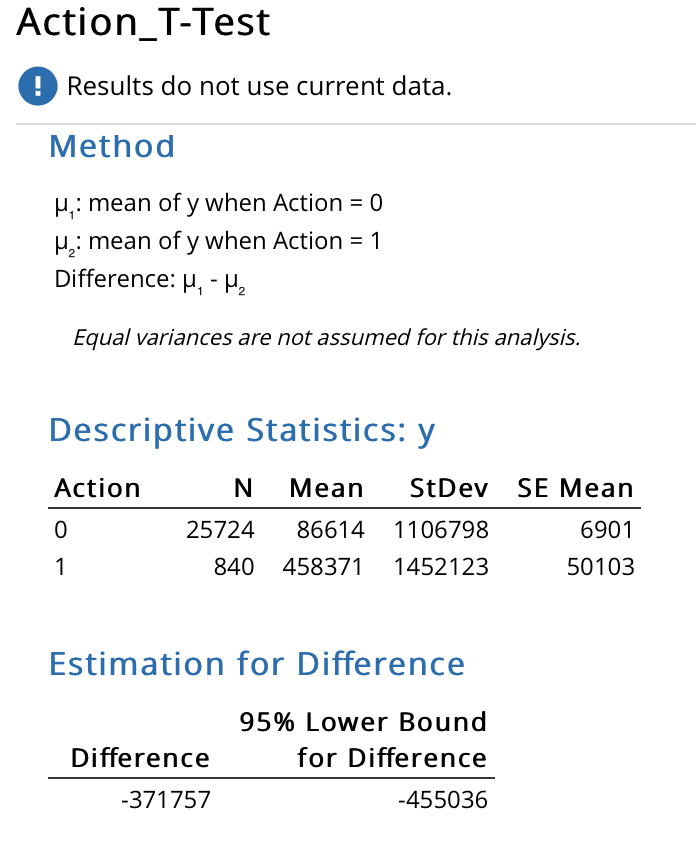 Action_T-Test
! Results do not use current data.
Method
μ₁: mean of y when Action = 0
μ₂: mean of y when Action = 1
Difference: μ₁ - μ₂
Equal variances are not assumed for this analysis.
Descriptive Statistics: y
Action N Mean StDev SE Mean
0 25724 86614 1106798 6901
1 840 458371 1452123 50103
Estimation for Difference
95% Lower Bound
Difference for Difference
-371757 -455036